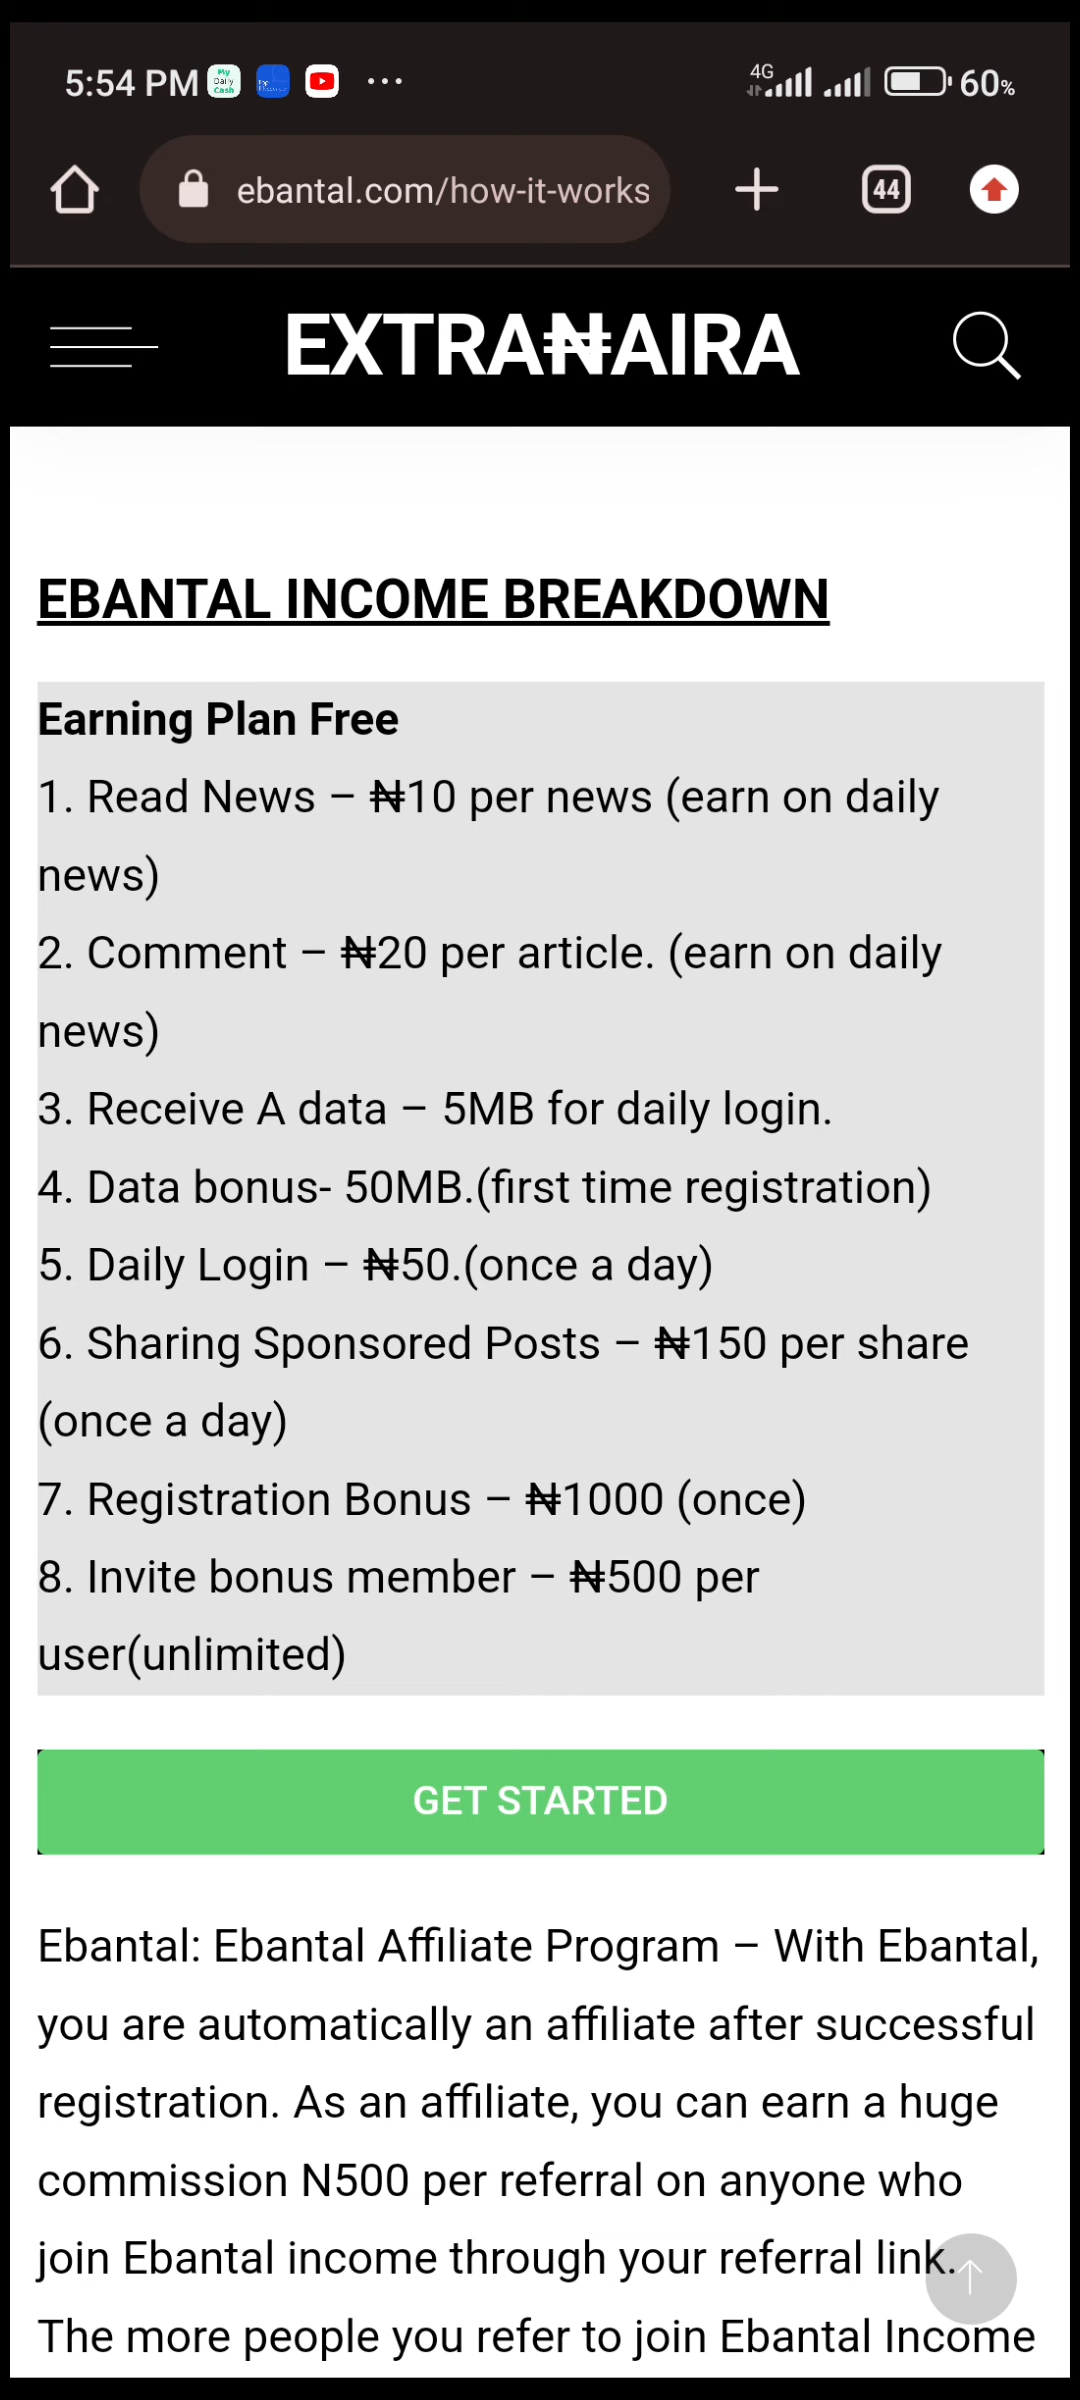 5:54 PM My Daily Cash ··· 4G 60%
ebantal.com/how-it-works 44
EXTRA₦AIRA
EBANTAL INCOME BREAKDOWN
Earning Plan Free
1. Read News – ₦10 per news (earn on daily
news)
2. Comment – ₦20 per article. (earn on daily
news)
3. Receive A data – 5MB for daily login.
4. Data bonus- 50MB.(first time registration)
5. Daily Login – ₦50.(once a day)
6. Sharing Sponsored Posts – ₦150 per share
(once a day)
7. Registration Bonus – ₦1000 (once)
8. Invite bonus member – ₦500 per
user(unlimited)
GET STARTED
Ebantal: Ebantal Affiliate Program – With Ebantal,
you are automatically an affiliate after successful
registration. As an affiliate, you can earn a huge
commission N500 per referral on anyone who
join Ebantal income through your referral link.
The more people you refer to join Ebantal Income